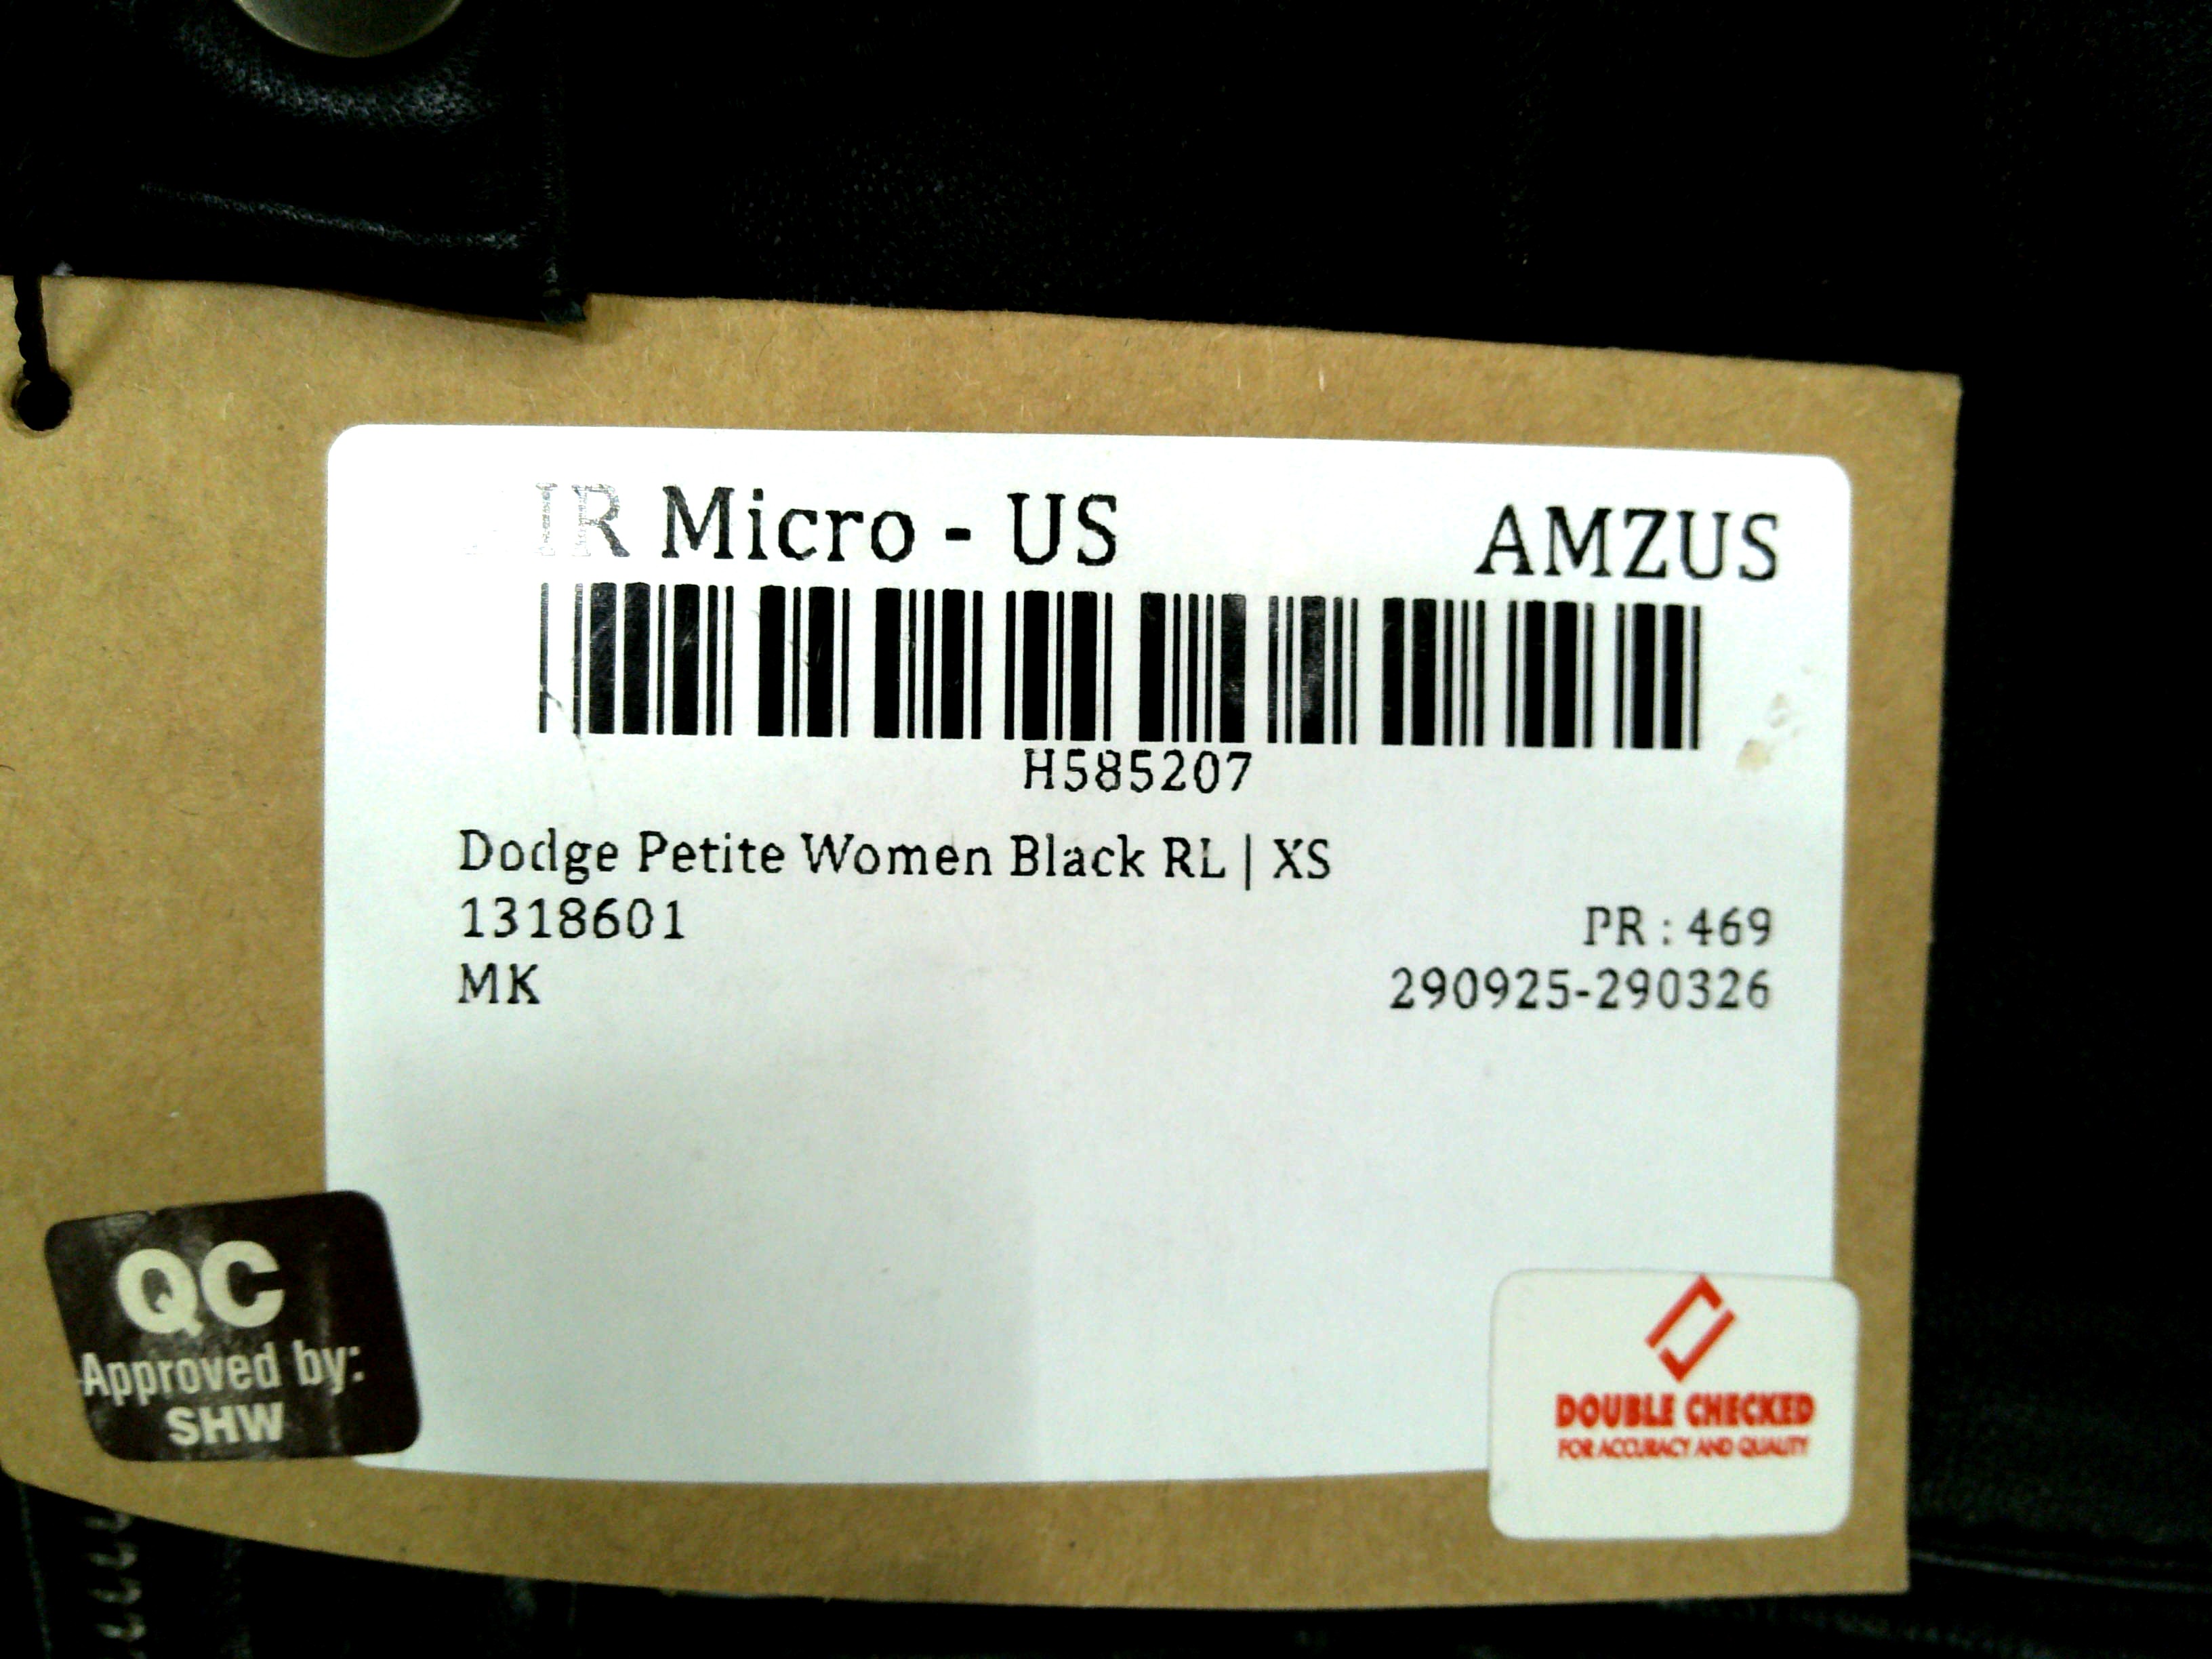 Micro - US AMZUS
H585207
Dodge Petite Women Black RL | XS
1318601 PR : 469
MK 290925-290326
QC
Approved by:
SHW
DOUBLE CHECKED
FOR ACCURACY AND QUALITY